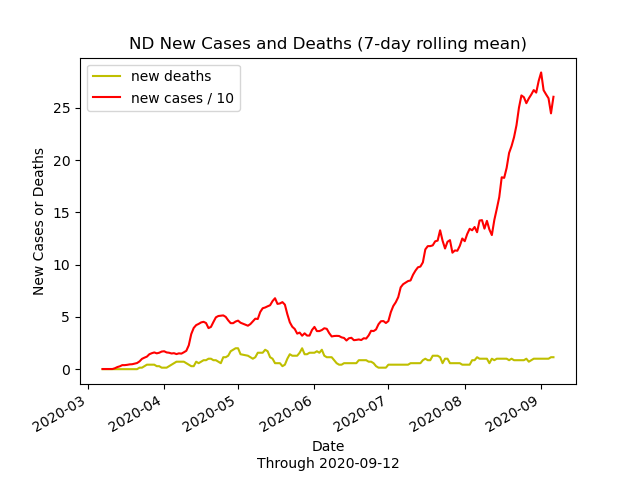 ND New Cases and Deaths (7-day rolling mean)
new deaths
new cases / 10
New Cases or Deaths
25
20
15
10
5
0
2020-03
2020-04
2020-05
2020-06
2020-07
2020-08
2020-09
Date
Through 2020-09-12